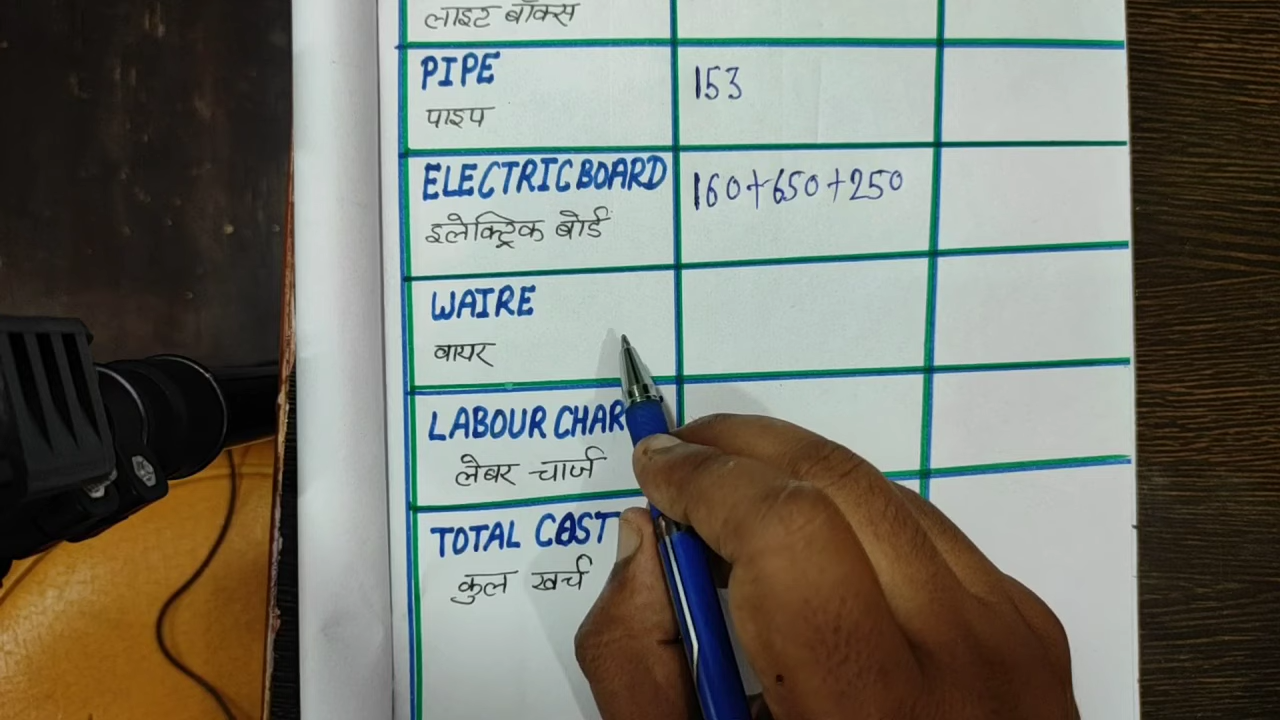 लाइट बॉक्स
PIPE 153
पाइप
ELECTRIC BOARD 160+650+250
इलेक्ट्रिक बोर्ड
WAIRE
वायर
LABOUR CHAR
लेबर चार्ज
TOTAL COST
कुल खर्च